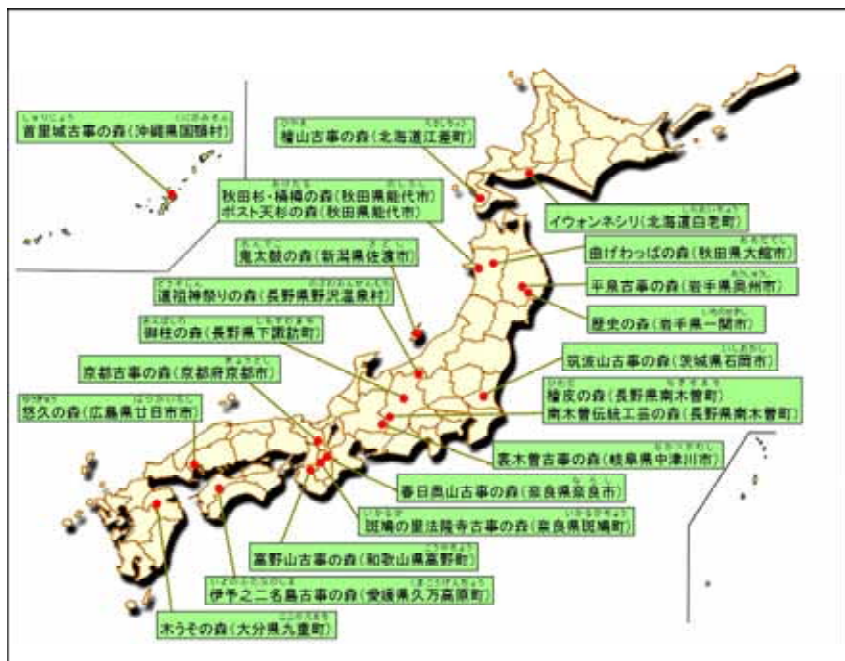 首里城古事の森(沖縄県国頭村)
檜山古事の森(北海道江差町)
秋田杉・桶樽の森(秋田県能代市)
ポスト天杉の森(秋田県能代市)
イウォンネシリ(北海道白老町)
鬼太鼓の森(新潟県佐渡市)
曲げわっぱの森(秋田県大館市)
道祖神祭りの森(長野県野沢温泉村)
平泉古事の森(岩手県奥州市)
御柱の森(長野県下諏訪町)
歴史の森(岩手県一関市)
京都古事の森(京都府京都市)
筑波山古事の森(茨城県石岡市)
悠久の森(広島県廿日市市)
檜皮の森(長野県南木曽町)
南木曽伝統工芸の森(長野県南木曽町)
裏木曽古事の森(岐阜県中津川市)
春日奥山古事の森(奈良県奈良市)
斑鳩の里法隆寺古事の森(奈良県斑鳩町)
高野山古事の森(和歌山県高野町)
伊予之二名島古事の森(愛媛県久万高原町)
木うその森(大分県九重町)